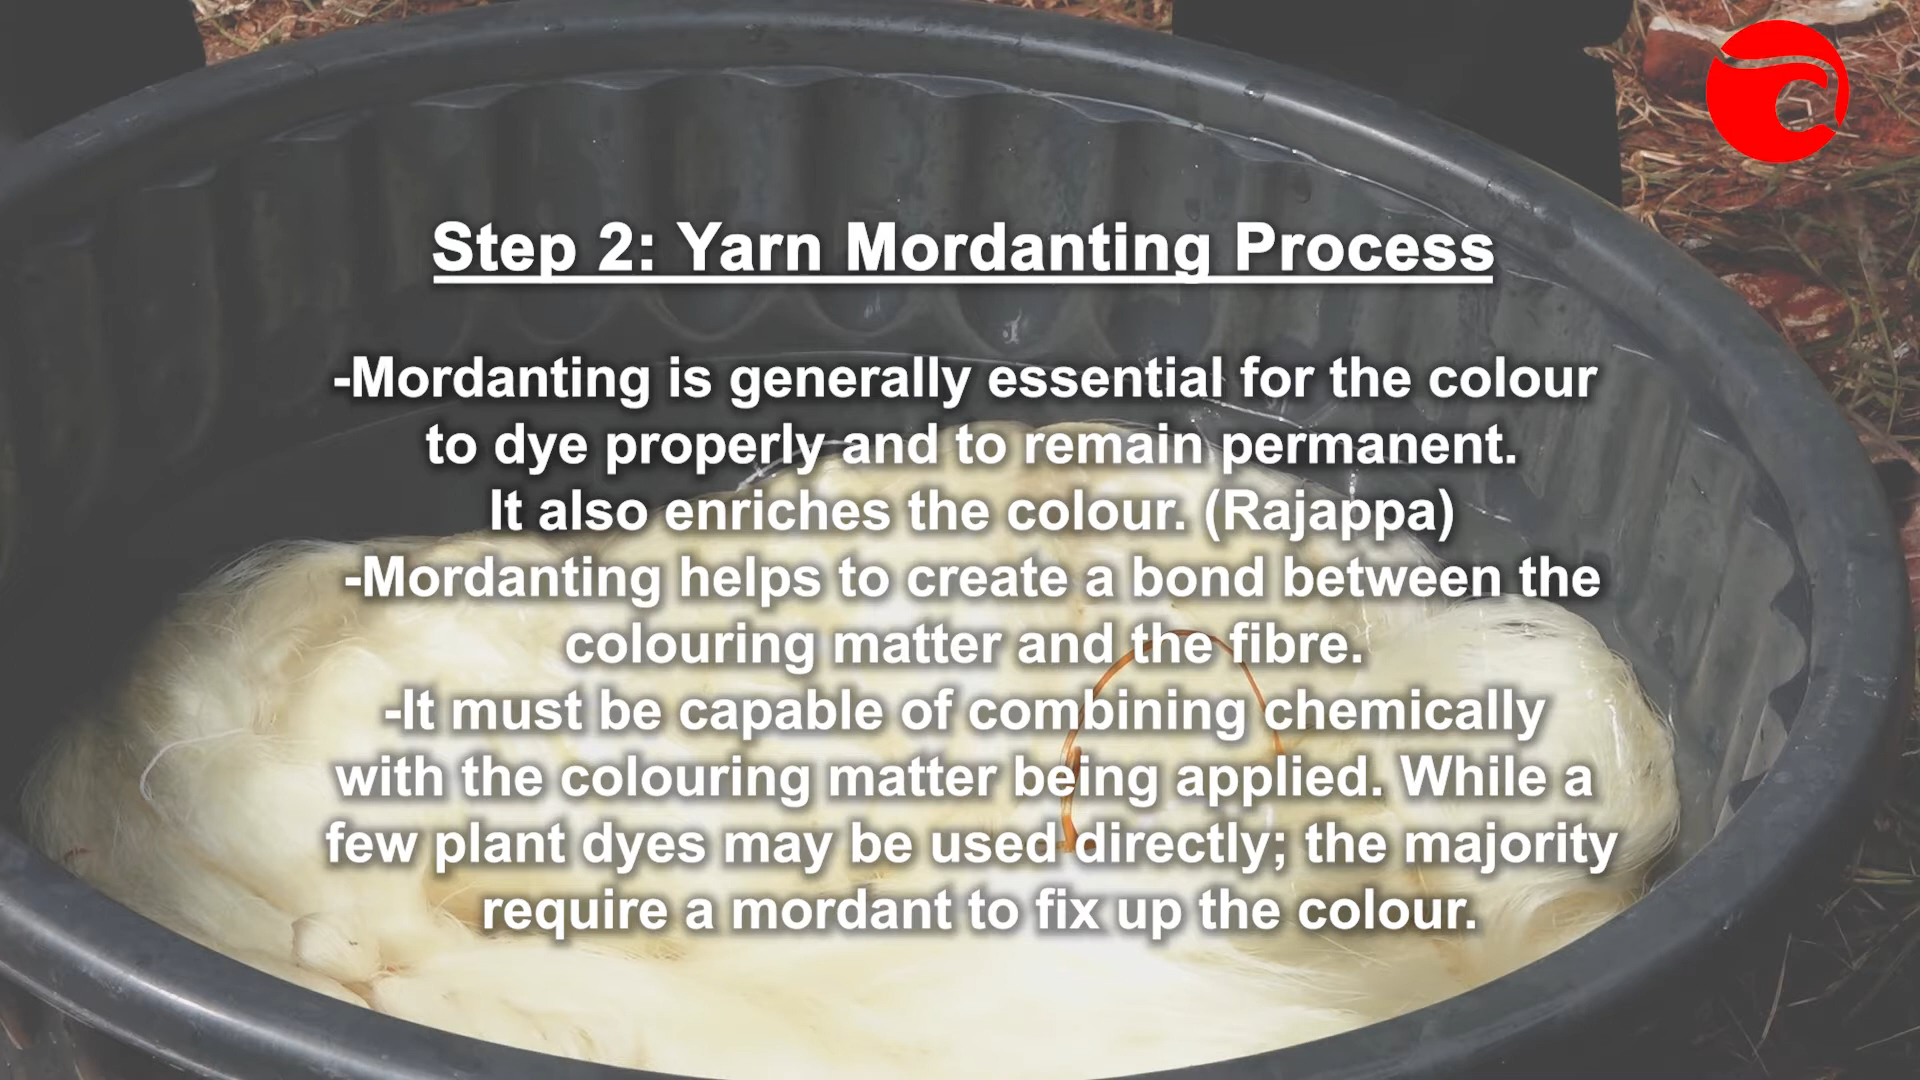 Step 2: Yarn Mordanting Process
-Mordanting is generally essential for the colour
to dye properly and to remain permanent.
It also enriches the colour. (Rajappa)
-Mordanting helps to create a bond between the
colouring matter and the fibre.
-It must be capable of combining chemically
with the colouring matter being applied. While a
few plant dyes may be used directly; the majority
require a mordant to fix up the colour.